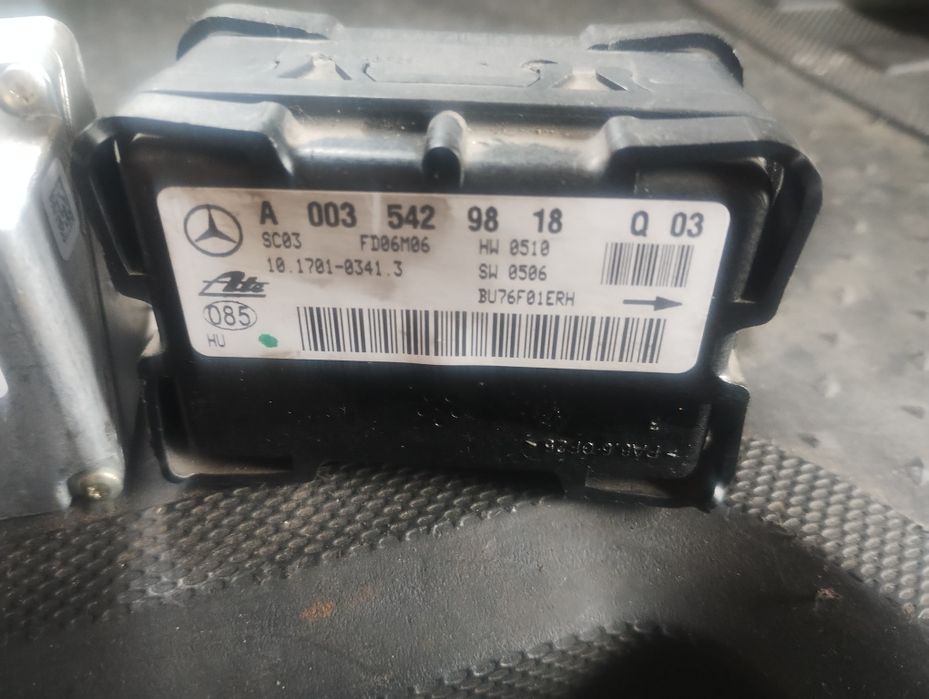 A 003 542 98 18 Q 03
SC03 FD06M06 HW 0510
10.1701-0341.3 SW 0506
Ate BU76F01ERH
085
HU